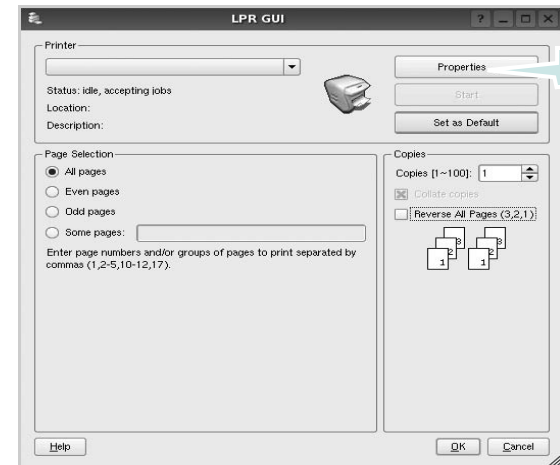 LPR GUI
Printer
Properties
Status: idle, accepting jobs
Start
Location:
Description:
Set as Default
Page Selection
All pages
Even pages
Odd pages
Some pages:
Enter page numbers and/or groups of pages to print separated by
commas (1,2-5,10-12,17).
Copies
Copies [1~100]: 1
Collate copies
Reverse All Pages (3,2,1)
3 3
2 2
1 1
Help
OK
Cancel